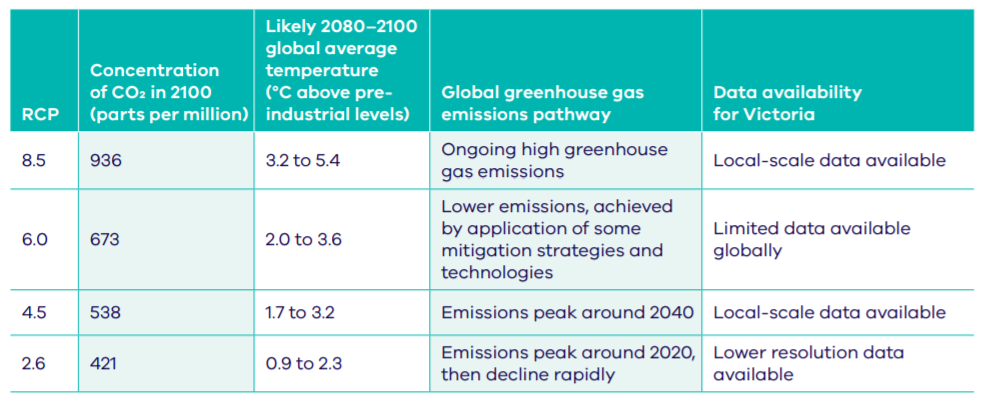 RCP
Concentration
of CO₂ in 2100
(parts per million)
Likely 2080–2100
global average
temperature
(°C above pre-
industrial levels)
Global greenhouse gas
emissions pathway
Data availability
for Victoria
8.5
936
3.2 to 5.4
Ongoing high greenhouse
gas emissions
Local-scale data available
6.0
673
2.0 to 3.6
Lower emissions, achieved
by application of some
mitigation strategies and
technologies
Limited data available
globally
4.5
538
1.7 to 3.2
Emissions peak around 2040
Local-scale data available
2.6
421
0.9 to 2.3
Emissions peak around 2020,
then decline rapidly
Lower resolution data
available